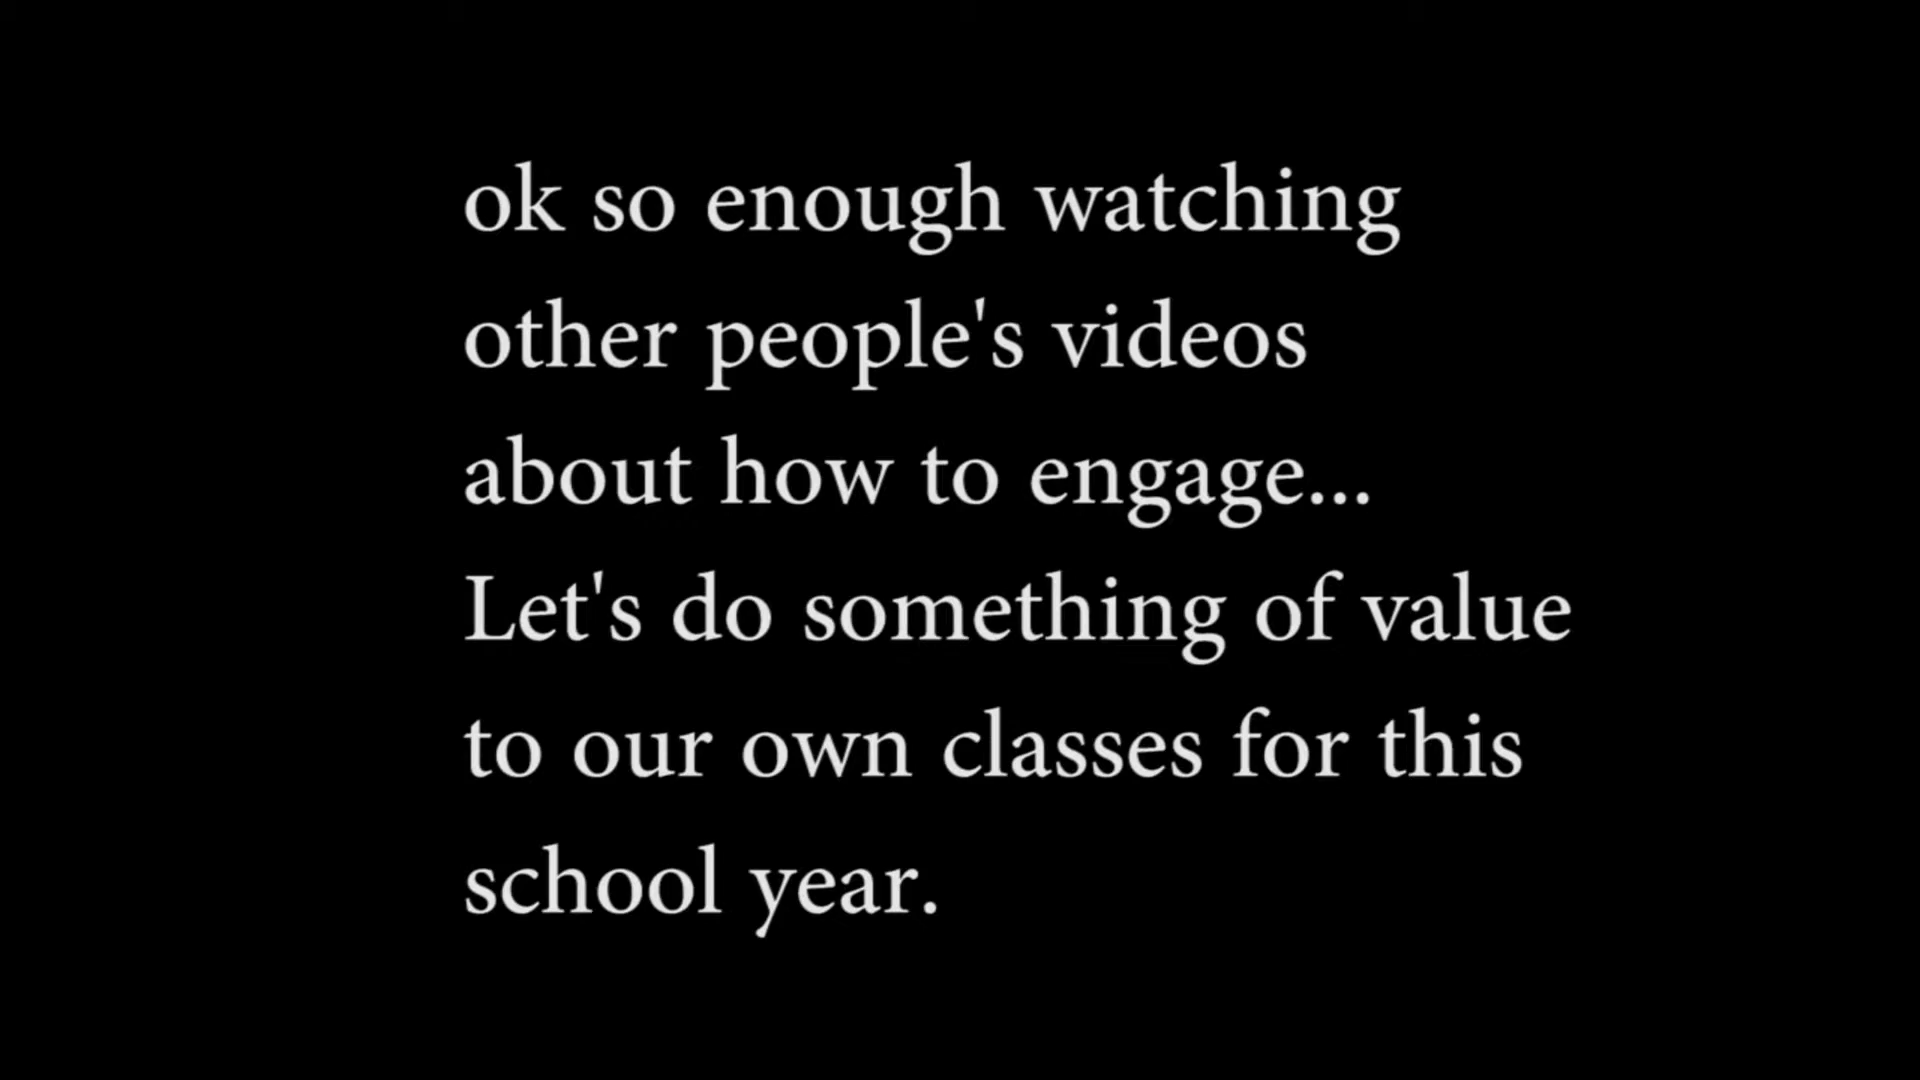 ok so enough watching
other people's videos
about how to engage...
Let's do something of value
to our own classes for this
school year.